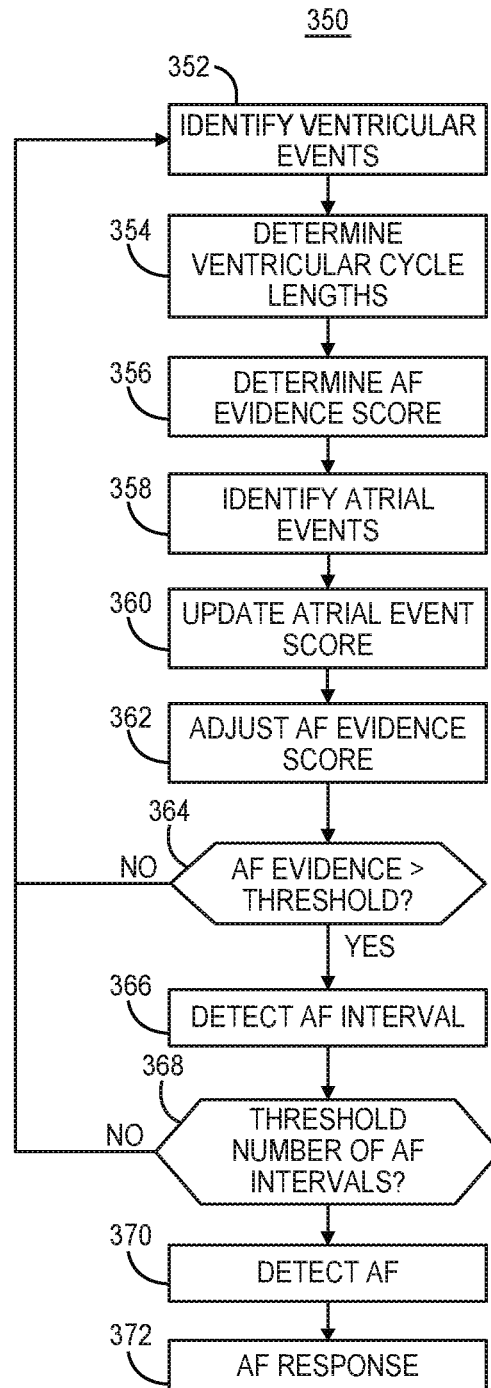 350
352
IDENTIFY VENTRICULAR
EVENTS
354
DETERMINE
VENTRICULAR CYCLE
LENGTHS
356
DETERMINE AF
EVIDENCE SCORE
358
IDENTIFY ATRIAL
EVENTS
360
UPDATE ATRIAL EVENT
SCORE
362
ADJUST AF EVIDENCE
SCORE
364
NO
AF EVIDENCE >
THRESHOLD?
YES
366
DETECT AF INTERVAL
368
NO
THRESHOLD
NUMBER OF AF
INTERVALS?
370
DETECT AF
372
AF RESPONSE